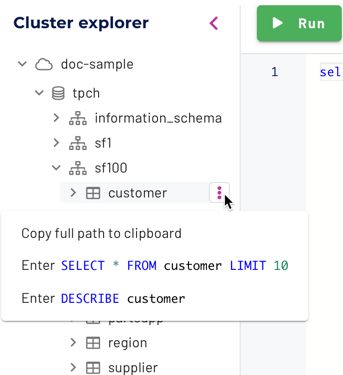 Cluster explorer
Run
doc-sample
1 sel
tpch
information_schema
sf1
sf100
customer
Copy full path to clipboard
Enter SELECT * FROM customer LIMIT 10
Enter DESCRIBE customer
region
supplier